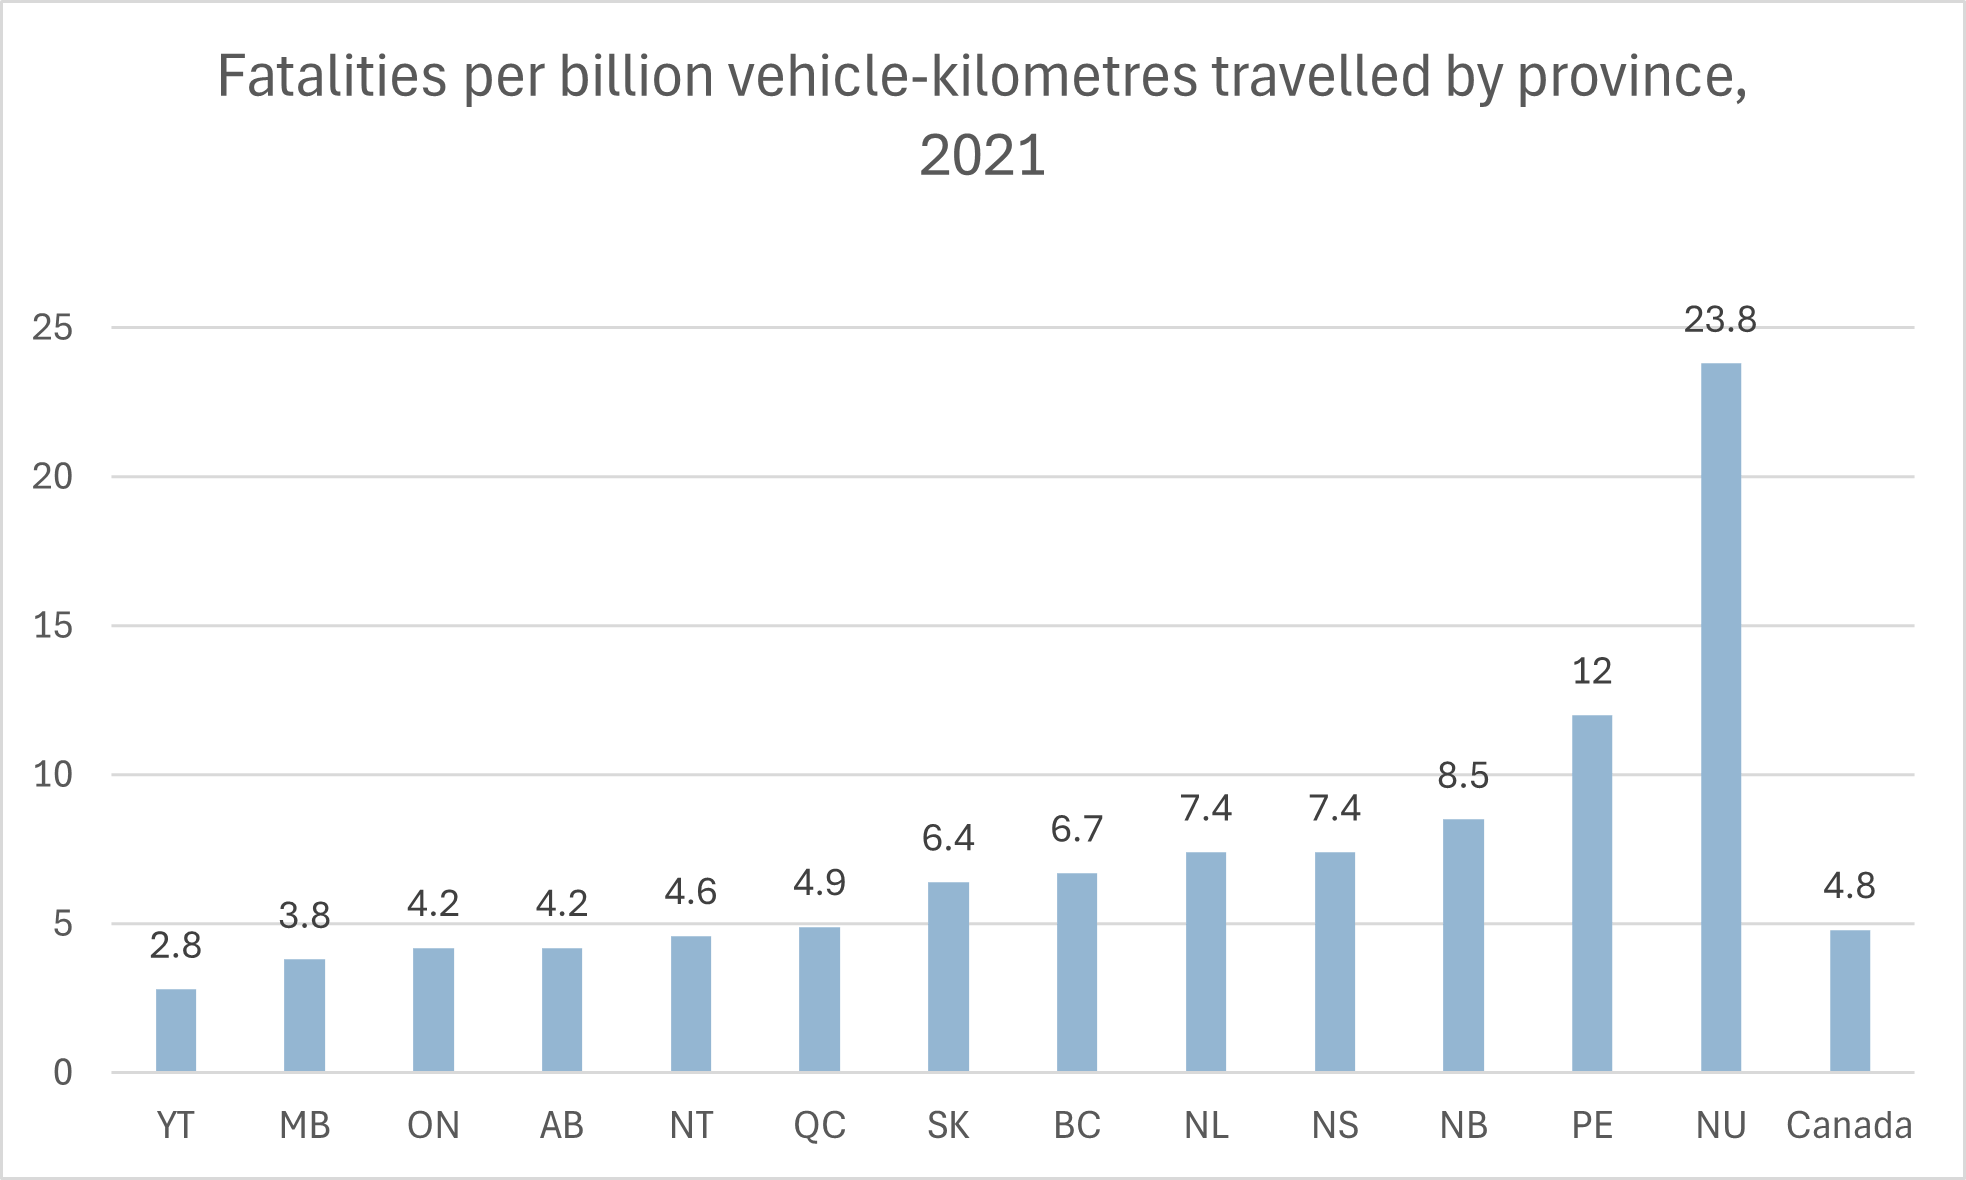 Fatalities per billion vehicle-kilometres travelled by province,
2021
25
20
15
10
5
0
2.8
3.8
4.2
4.2
4.6
4.9
6.4
6.7
7.4
7.4
8.5
12
23.8
4.8
YT
MB
ON
AB
NT
QC
SK
BC
NL
NS
NB
PE
NU
Canada